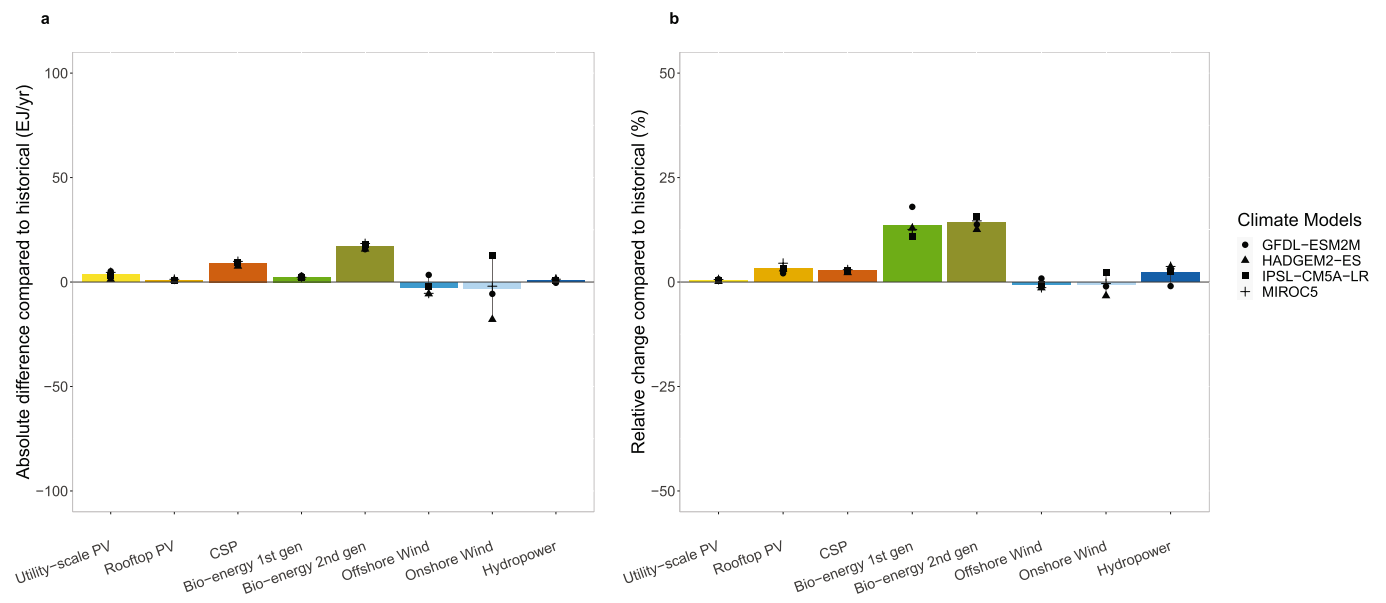 a
Absolute difference compared to historical (EJ/yr)
100
50
0
−50
−100
Utility−scale PV
Rooftop PV
CSP
Bio−energy 1st gen
Bio−energy 2nd gen
Offshore Wind
Onshore Wind
Hydropower
b
Relative change compared to historical (%)
50
25
0
−25
−50
Utility−scale PV
Rooftop PV
CSP
Bio−energy 1st gen
Bio−energy 2nd gen
Offshore Wind
Onshore Wind
Hydropower
Climate Models
GFDL−ESM2M
HADGEM2−ES
IPSL−CM5A−LR
MIROC5